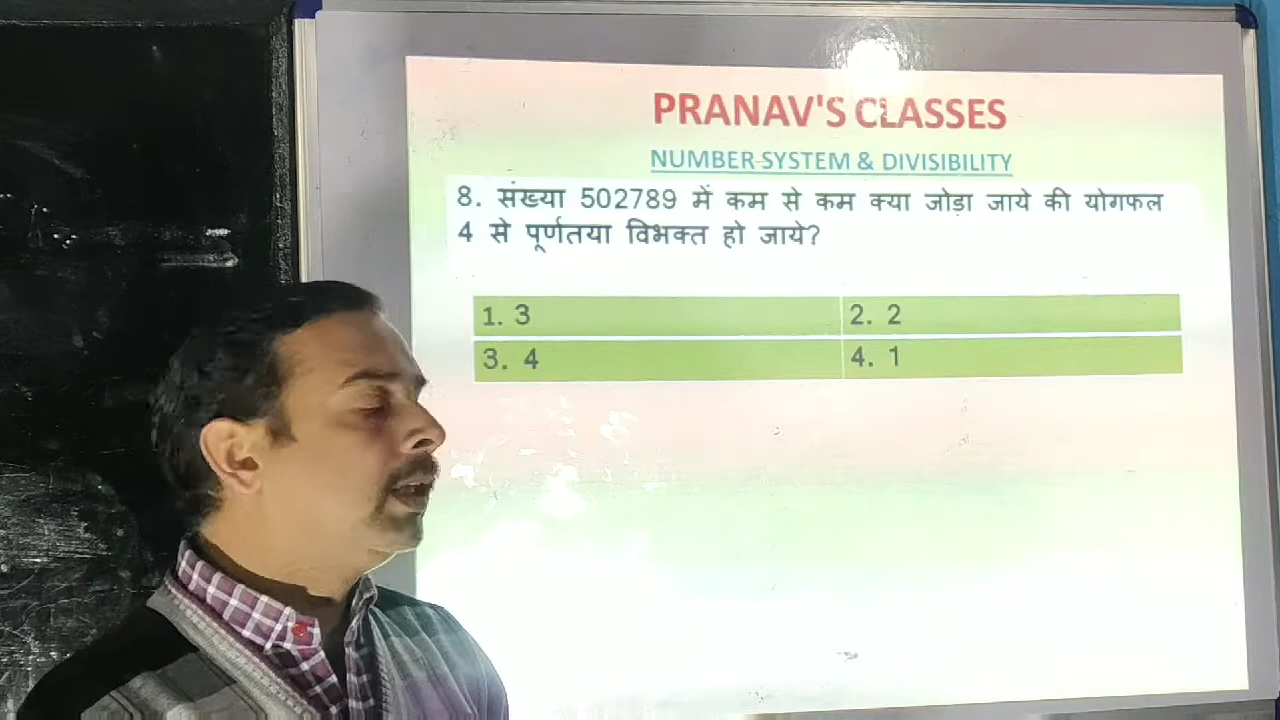 PRANAV'S CLASSES
NUMBER-SYSTEM & DIVISIBILITY
8. संख्या 502789 में कम से कम क्या जोड़ा जाये की योगफल
4 से पूर्णतया विभक्त हो जाये?
1. 3 2. 2
3. 4 4. 1